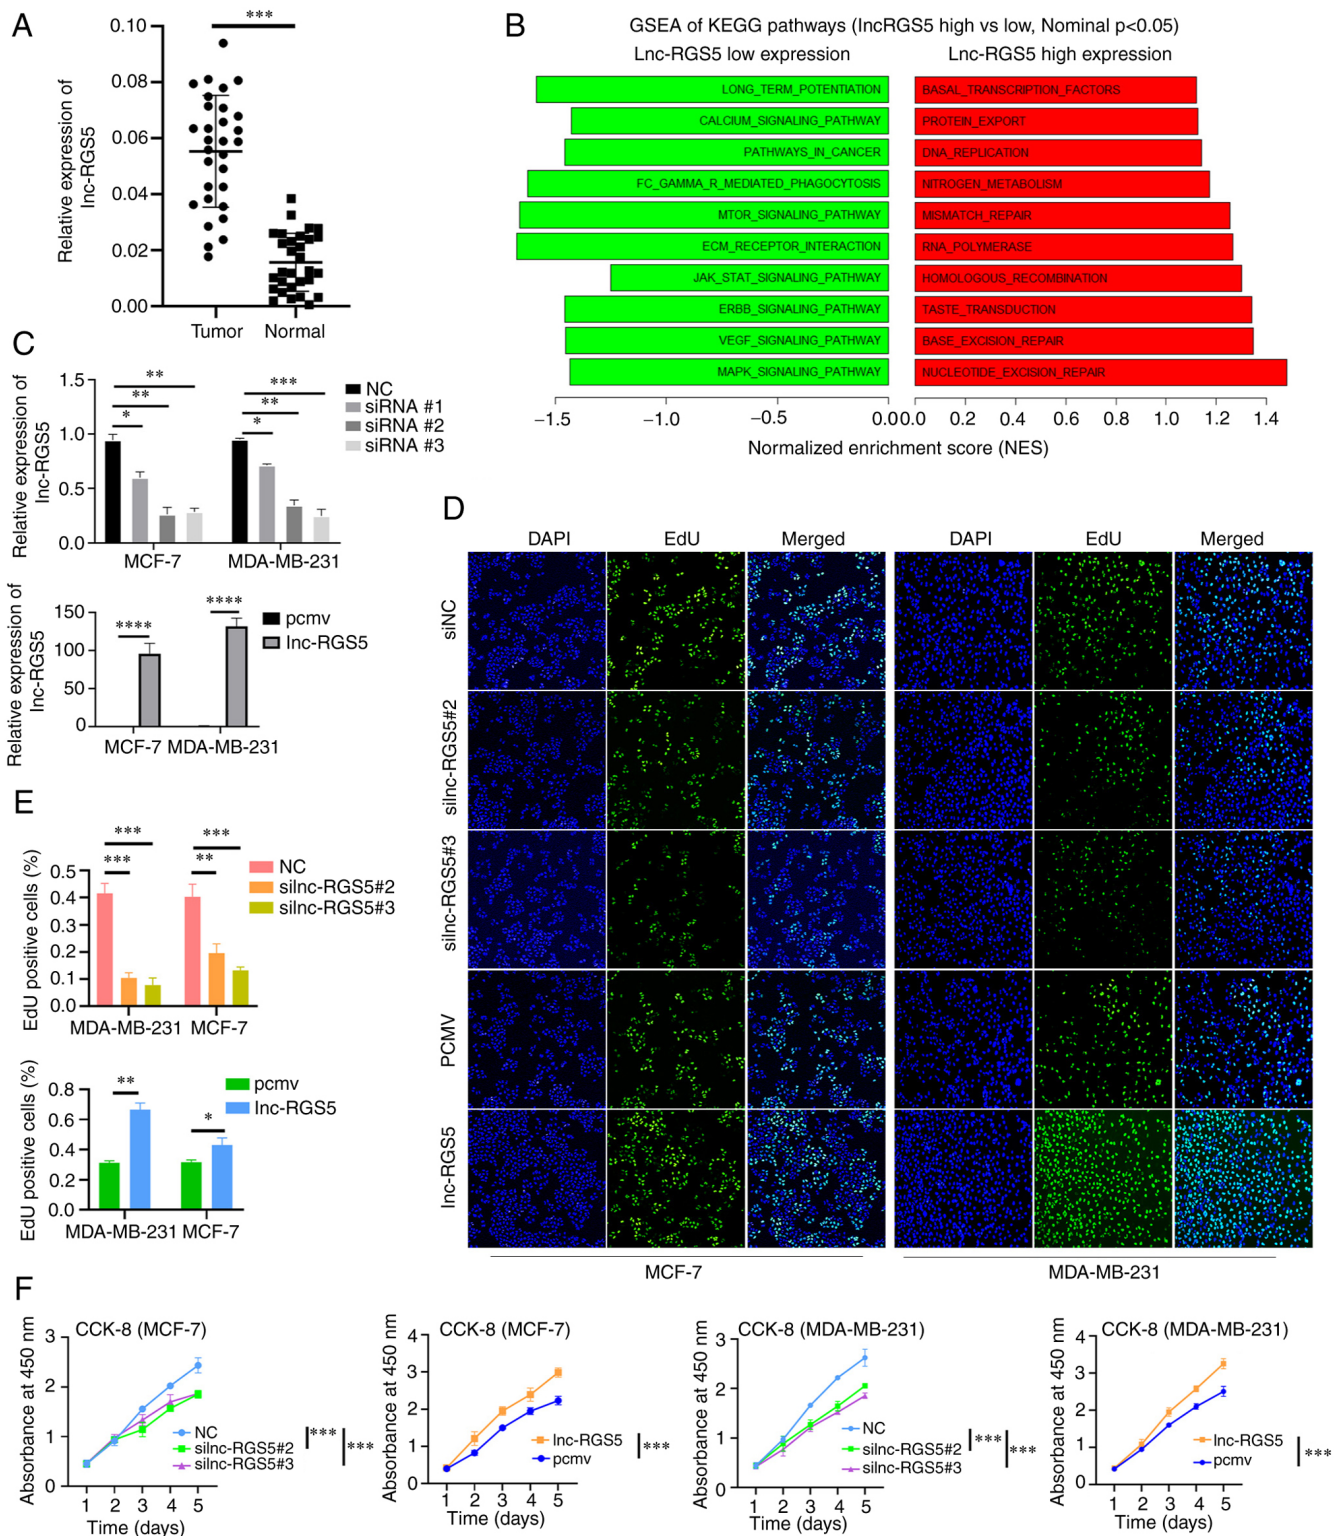 A
***
0.10
0.08
0.06
0.04
0.02
0.00
Relative expression of
lnc-RGS5
Tumor
Normal
B
GSEA of KEGG pathways (lncRGS5 high vs low, Nominal p<0.05)
Lnc-RGS5 low expression
Lnc-RGS5 high expression
LONG_TERM_POTENTIATION
CALCIUM_SIGNALING_PATHWAY
PATHWAYS_IN_CANCER
FC_GAMMA_R_MEDIATED_PHAGOCYTOSIS
MTOR_SIGNALING_PATHWAY
ECM_RECEPTOR_INTERACTION
JAK_STAT_SIGNALING_PATHWAY
ERBB_SIGNALING_PATHWAY
VEGF_SIGNALING_PATHWAY
MAPK_SIGNALING_PATHWAY
BASAL_TRANSCRIPTION_FACTORS
PROTEIN_EXPORT
DNA_REPLICATION
NITROGEN_METABOLISM
MISMATCH_REPAIR
RNA_POLYMERASE
HOMOLOGOUS_RECOMBINATION
TASTE_TRANSDUCTION
BASE_EXCISION_REPAIR
NUCLEOTIDE_EXCISION_REPAIR
−1.5 −1.0 −0.5 0.0
0.0 0.2 0.4 0.6 0.8 1.0 1.2 1.4
Normalized enrichment score (NES)
C
Relative expression of
lnc-RGS5
1.5
1.0
0.5
0.0
**
**
*
***
**
*
NC
siRNA #1
siRNA #2
siRNA #3
MCF-7
MDA-MB-231
Relative expression of
lnc-RGS5
150
100
50
0
****
****
pcmv
lnc-RGS5
MCF-7 MDA-MB-231
D
DAPI EdU Merged
DAPI EdU Merged
siNC
silnc-RGS5#2
silnc-RGS5#3
PCMV
lnc-RGS5
MCF-7
MDA-MB-231
E
EdU positive cells (%)
0.5
0.4
0.3
0.2
0.1
0.0
***
***
***
**
NC
silnc-RGS5#2
silnc-RGS5#3
MDA-MB-231 MCF-7
EdU positive cells (%)
0.8
0.6
0.4
0.2
0.0
**
*
pcmv
lnc-RGS5
MDA-MB-231 MCF-7
F
CCK-8 (MCF-7)
Absorbance at 450 nm
3
2
1
0
NC
silnc-RGS5#2
silnc-RGS5#3
***
***
1 2 3 4 5
Time (days)
CCK-8 (MCF-7)
Absorbance at 450 nm
4
3
2
1
0
lnc-RGS5
pcmv
***
1 2 3 4 5
Time (days)
CCK-8 (MDA-MB-231)
Absorbance at 450 nm
3
2
1
0
NC
silnc-RGS5#2
silnc-RGS5#3
***
***
1 2 3 4 5
Time (days)
CCK-8 (MDA-MB-231)
Absorbance at 450 nm
4
3
2
1
0
lnc-RGS5
pcmv
***
1 2 3 4 5
Time (days)